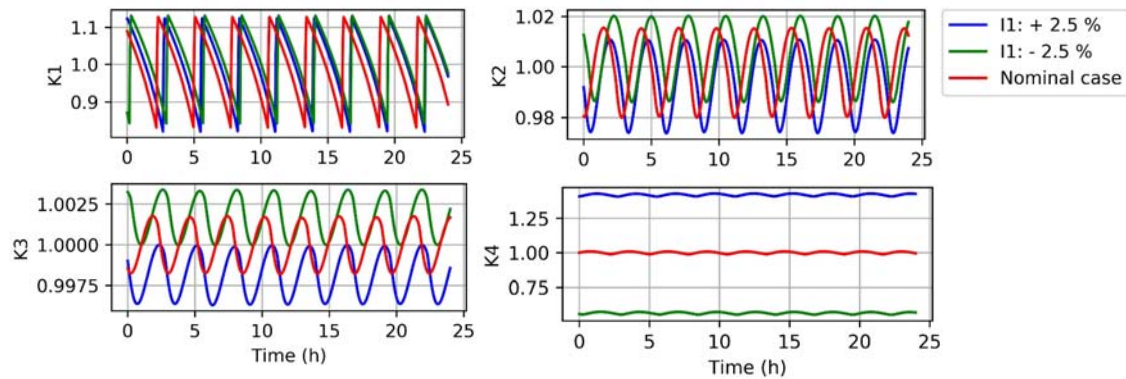 K1
1.1
1.0
0.9
0 5 10 15 20 25
K2
1.02
1.00
0.98
0 5 10 15 20 25
I1: + 2.5 %
I1: - 2.5 %
Nominal case
K3
1.0025
1.0000
0.9975
0 5 10 15 20 25
Time (h)
K4
1.25
1.00
0.75
0 5 10 15 20 25
Time (h)